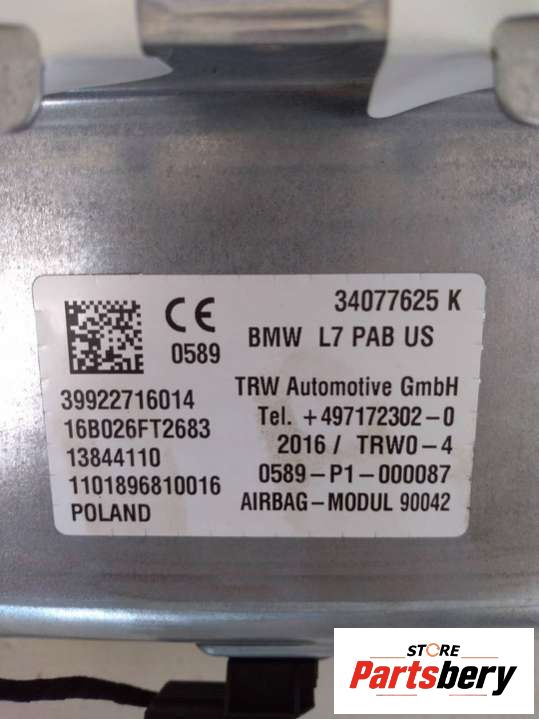 34077625 K
CE
0589
BMW L7 PAB US
39922716014
16B026FT2683
13844110
1101896810016
POLAND
TRW Automotive GmbH
Tel. +497172302-0
2016/ TRWO-4
0589-P1-000087
AIRBAG-MODUL 90042
STORE
Partsbery